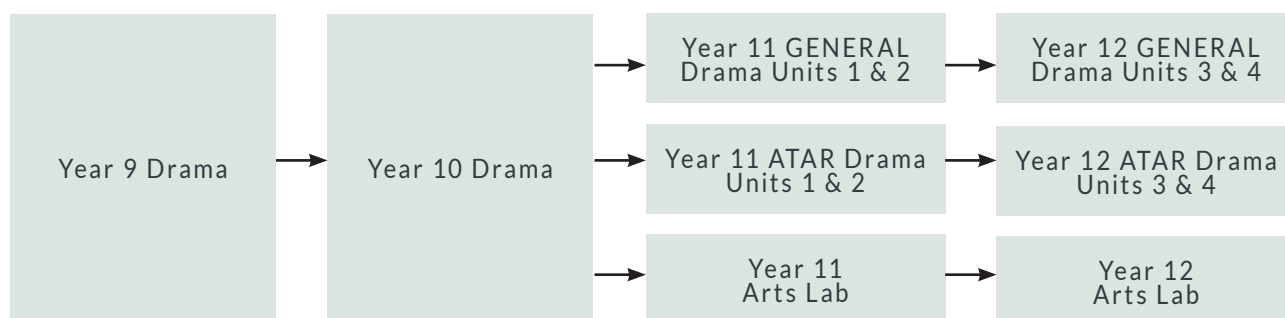 Year 9 Drama
Year 10 Drama
Year 11 GENERAL
Drama Units 1 & 2
Year 12 GENERAL
Drama Units 3 & 4
Year 11 ATAR Drama
Units 1 & 2
Year 12 ATAR Drama
Units 3 & 4
Year 11
Arts Lab
Year 12
Arts Lab